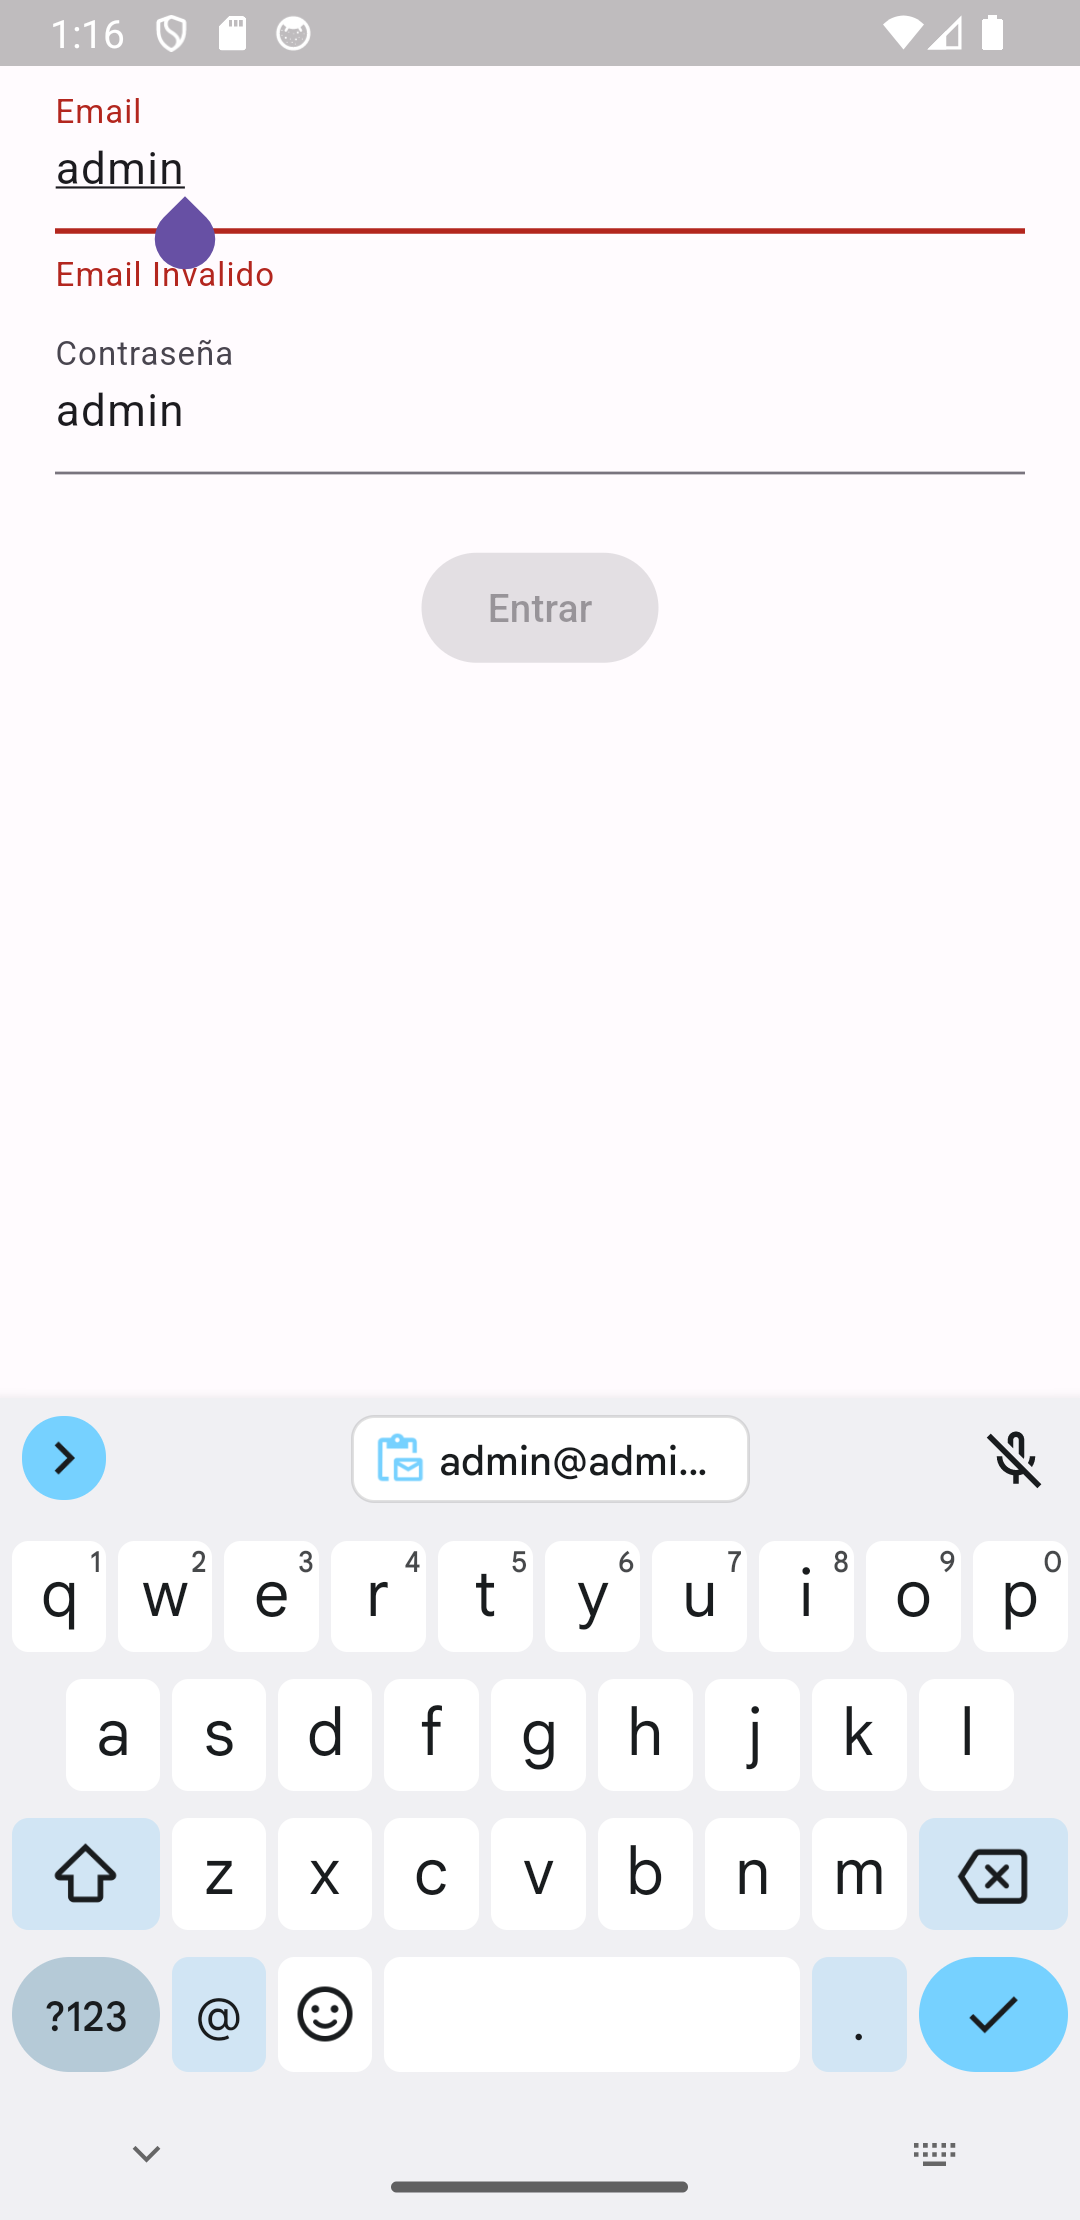 1:16
Email
admin
Email Invalido
Contraseña
admin
Entrar
admin@admi...
q 1 w 2 e 3 r 4 t 5 y 6 u 7 i 8 o 9 p 0
a s d f g h j k l
z x c v b n m
?123 @ .